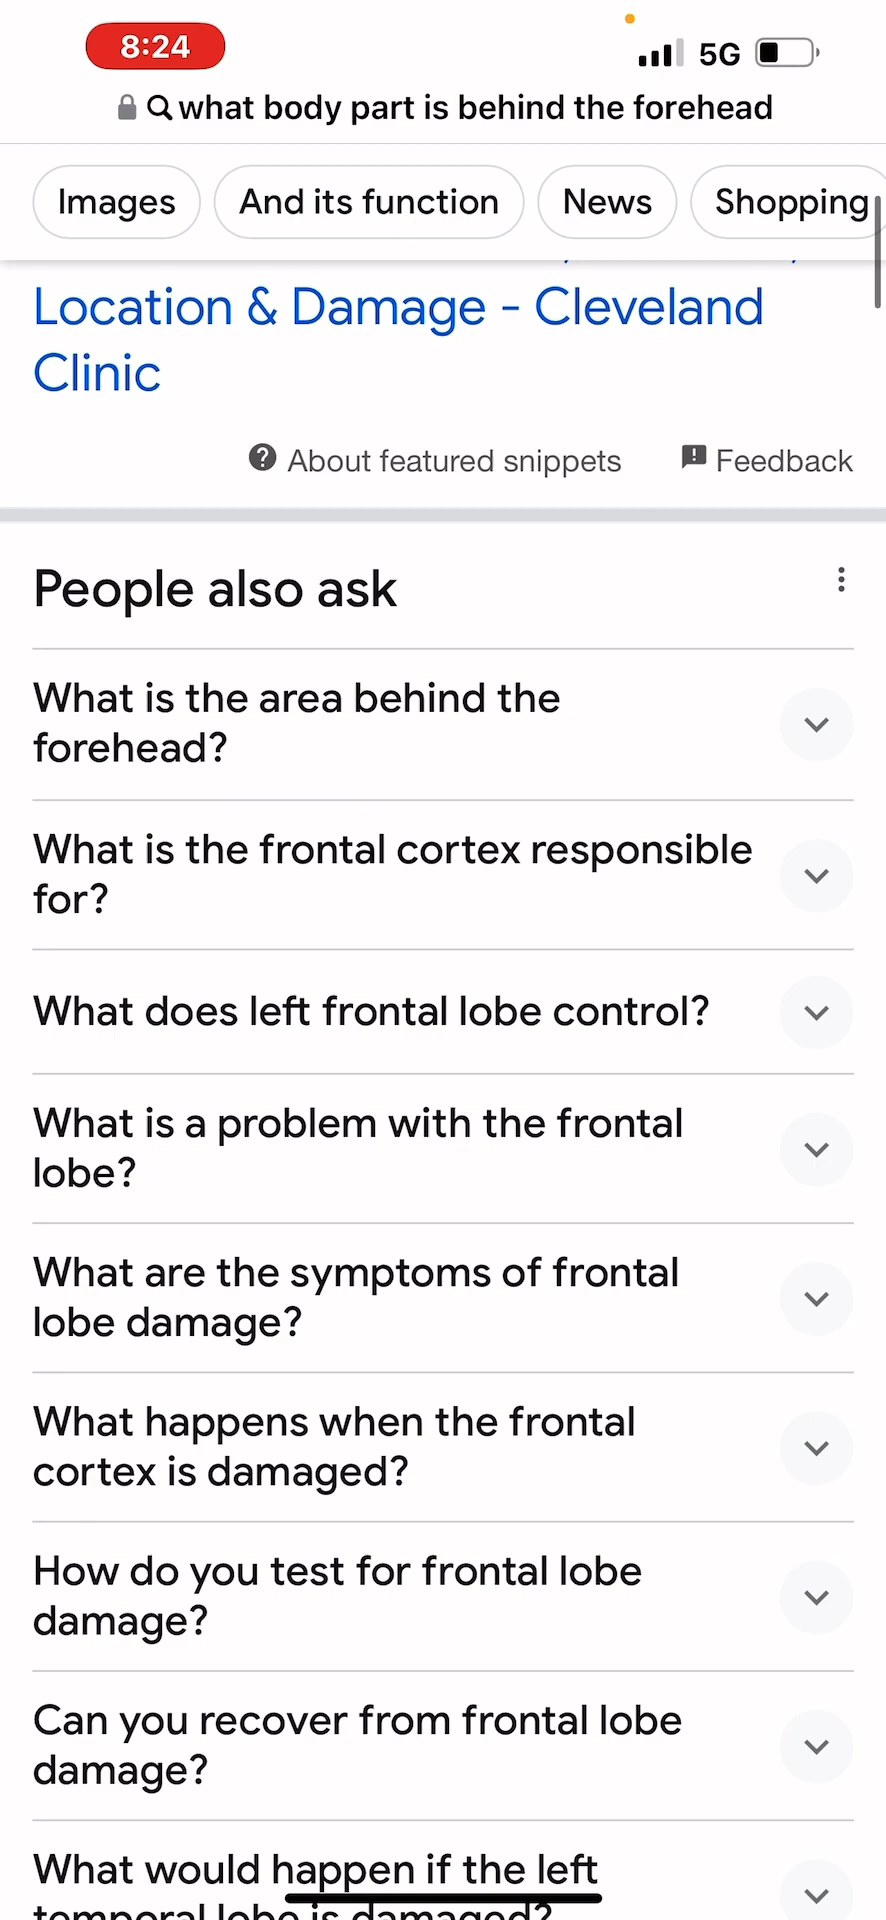 8:24
5G
what body part is behind the forehead
Images
And its function
News
Shopping
Location & Damage - Cleveland
Clinic
About featured snippets
Feedback
People also ask
What is the area behind the
forehead?
What is the frontal cortex responsible
for?
What does left frontal lobe control?
What is a problem with the frontal
lobe?
What are the symptoms of frontal
lobe damage?
What happens when the frontal
cortex is damaged?
How do you test for frontal lobe
damage?
Can you recover from frontal lobe
damage?
What would happen if the left
temporal lobe is damaged?